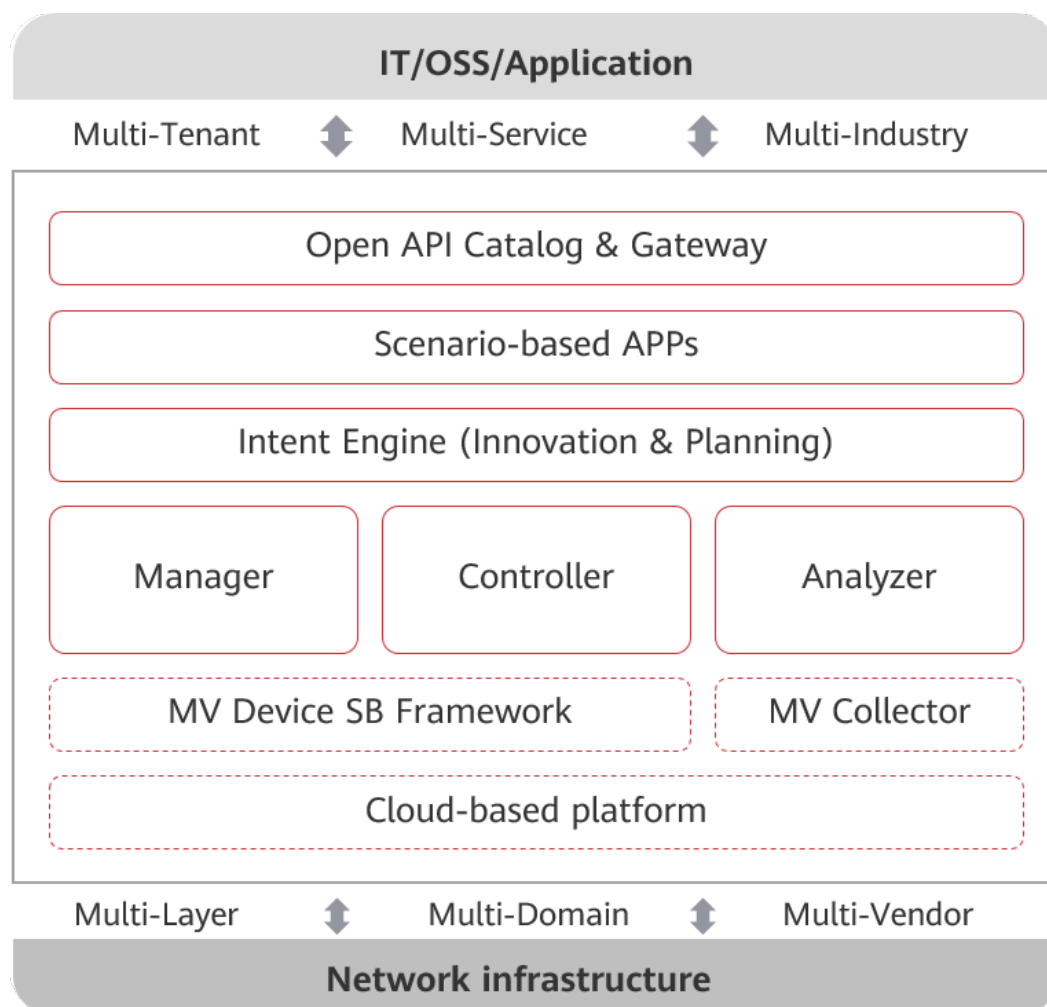 IT/OSS/Application
Multi-Tenant Multi-Service Multi-Industry
Open API Catalog & Gateway
Scenario-based APPs
Intent Engine (Innovation & Planning)
Manager Controller Analyzer
MV Device SB Framework MV Collector
Cloud-based platform
Multi-Layer Multi-Domain Multi-Vendor
Network infrastructure